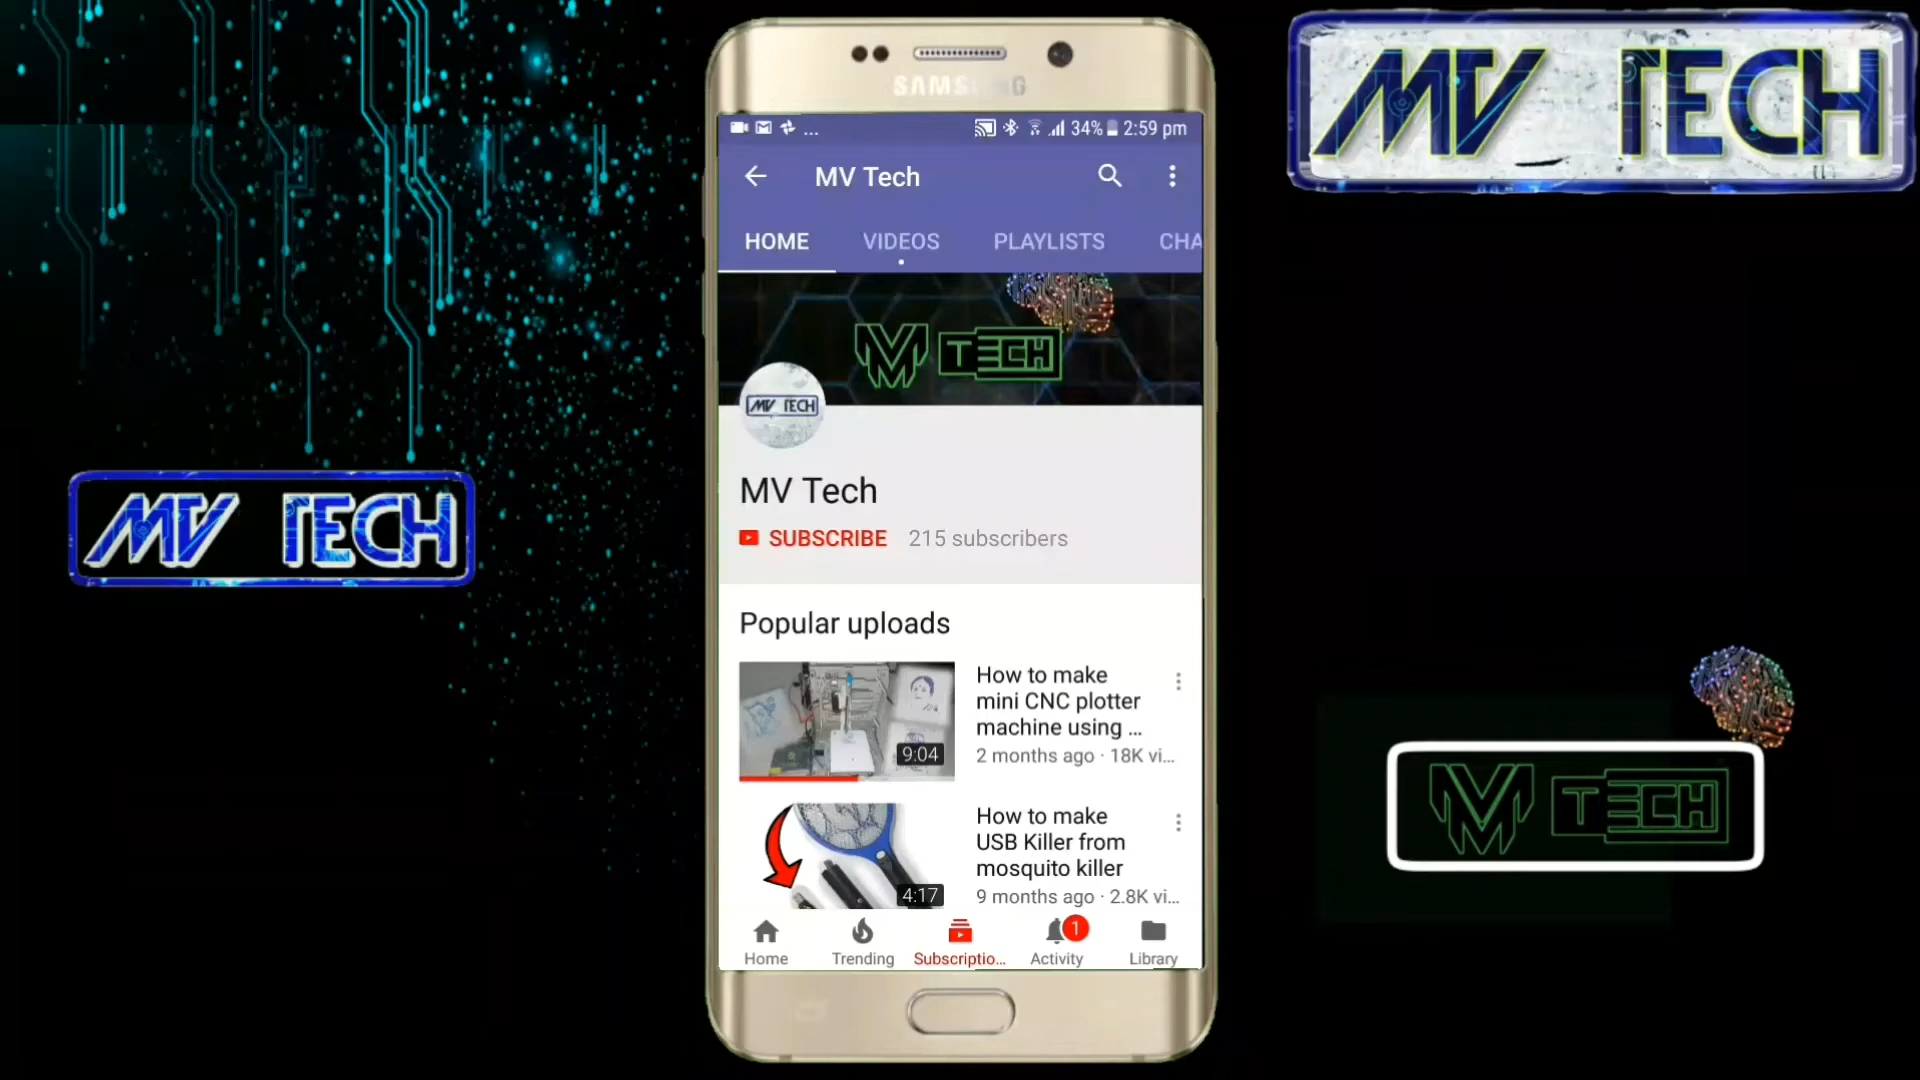 MV TECH
SAMSUNG
... 34% 2:59 pm
MV Tech
HOME VIDEOS PLAYLISTS CHA
M TECH
MV TECH
MV Tech
SUBSCRIBE 215 subscribers
MV TECH
Popular uploads
How to make
mini CNC plotter
machine using ...
2 months ago · 18K vi...
9:04
How to make
USB Killer from
mosquito killer
9 months ago · 2.8K vi...
4:17
Home Trending Subscriptio... 1 Activity Library
M TECH